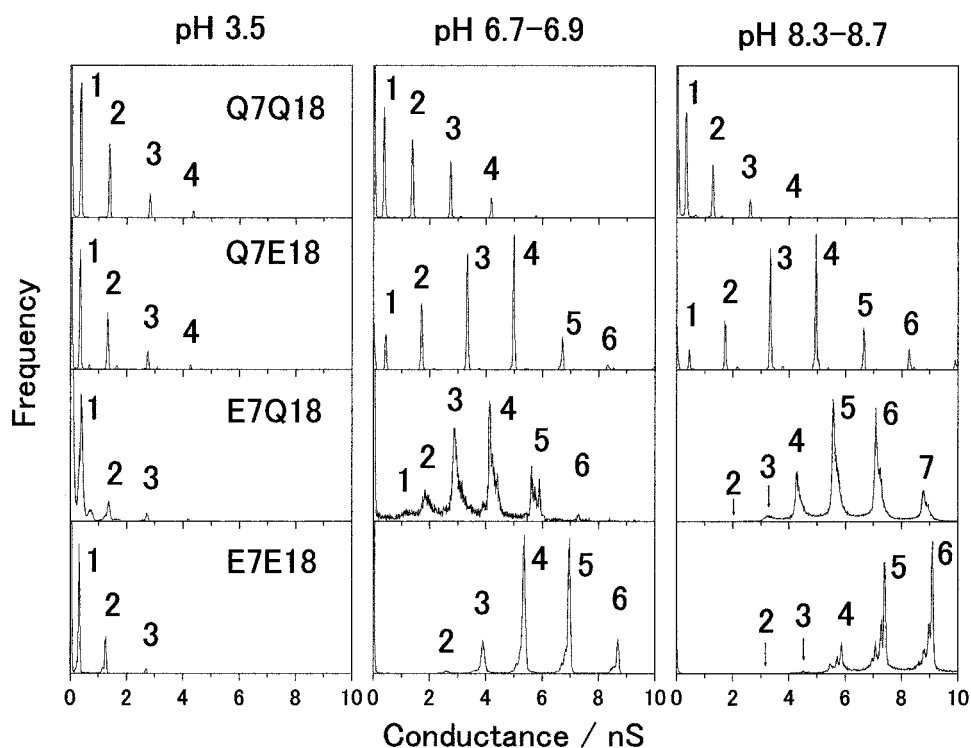 pH 3.5
pH 6.7-6.9
pH 8.3-8.7
Frequency
1 2 3 4 Q7Q18
1 2 3 4
1 2 3 4
1 2 3 4 Q7E18
1 2 3 4 5 6
1 2 3 4 5 6
1 2 3 E7Q18
1 2 3 4 5 6
2 3 4 5 6 7
1 2 3 E7E18
2 3 4 5 6
2 3 4 5 6
0 2 4 6 8 10
0 2 4 6 8 10
0 2 4 6 8 10
Conductance / nS